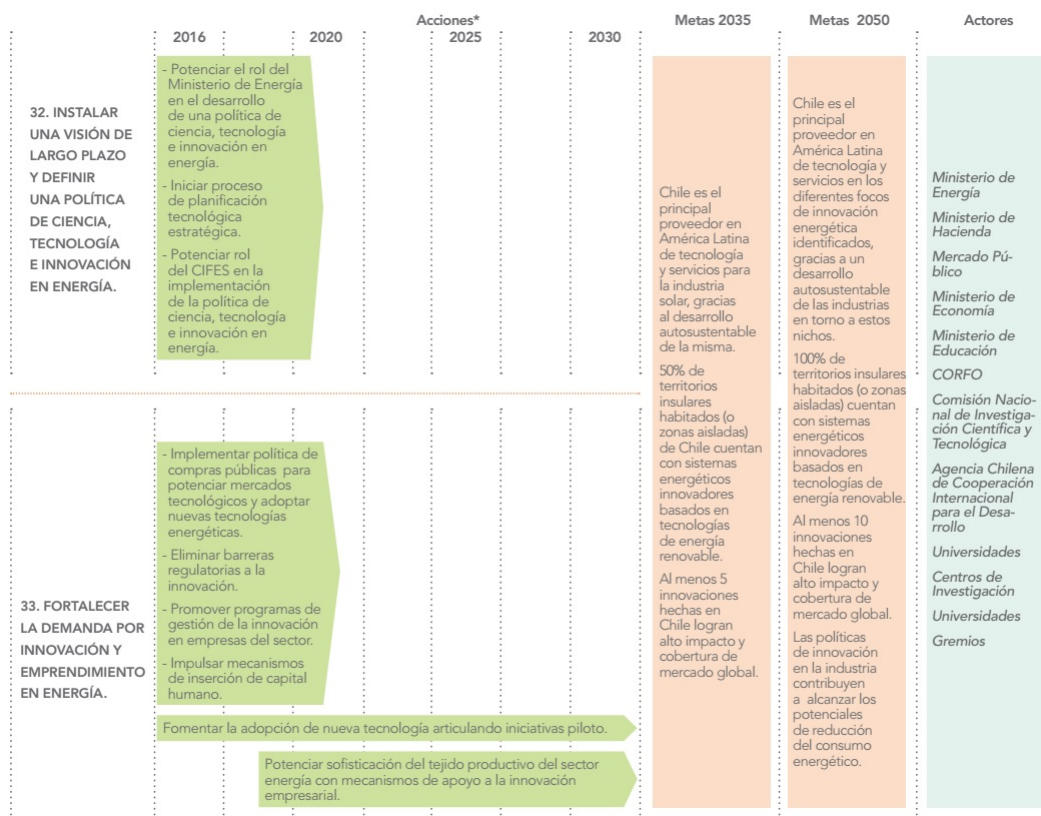 Acciones*
Metas 2035
Metas 2050
Actores
2016
2020
2025
2030
32. INSTALAR
UNA VISIÓN DE
LARGO PLAZO
Y DEFINIR
UNA POLÍTICA
DE CIENCIA,
TECNOLOGÍA
E INNOVACIÓN
EN ENERGÍA.
- Potenciar el rol del
Ministerio de Energía
en el desarrollo
de una política de
ciencia, tecnología
e innovación en
energía.
- Iniciar proceso
de planificación
tecnológica
estratégica.
- Potenciar rol
del CIFES en la
implementación
de la política de
ciencia, tecnología
e innovación en
energía.
33. FORTALECER
LA DEMANDA POR
INNOVACIÓN Y
EMPRENDIMIENTO
EN ENERGÍA.
- Implementar política de
compras públicas para
potenciar mercados
tecnológicos y adoptar
nuevas tecnologías
energéticas.
- Eliminar barreras
regulatorias a la
innovación.
- Promover programas de
gestión de la innovación
en empresas del sector.
- Impulsar mecanismos
de inserción de capital
humano.
Fomentar la adopción de nueva tecnología articulando iniciativas piloto.
Potenciar sofisticación del tejido productivo del sector
energía con mecanismos de apoyo a la innovación
empresarial.
Chile es el
principal
proveedor en
América Latina
de tecnología
y servicios para
la industria
solar, gracias
al desarrollo
autosustentable
de la misma.
50% de
territorios
insulares
habitados (o
zonas aisladas)
de Chile cuentan
con sistemas
energéticos
innovadores
basados en
tecnologías
de energía
renovable.
Al menos 5
innovaciones
hechas en
Chile logran
alto impacto y
cobertura de
mercado global.
Chile es el
principal
proveedor en
América Latina
de tecnología y
servicios en los
diferentes focos
de innovación
energética
identificados,
gracias a un
desarrollo
autosustentable
de las industrias
en torno a estos
nichos.
100% de
territorios insulares
habitados (o zonas
aisladas) cuentan
con sistemas
energéticos
innovadores
basados en
tecnologías de
energía renovable.
Al menos 10
innovaciones
hechas en
Chile logran
alto impacto y
cobertura de
mercado global.
Las políticas
de innovación
en la industria
contribuyen
a alcanzar los
potenciales
de reducción
del consumo
energético.
Ministerio de
Energía
Ministerio de
Hacienda
Mercado Pú-
blico
Ministerio de
Economía
Ministerio de
Educación
CORFO
Comisión Nacio-
nal de Investiga-
ción Científica y
Tecnológica
Agencia Chilena
de Cooperación
Internacional
para el Desa-
rrollo
Universidades
Centros de
Investigación
Universidades
Gremios